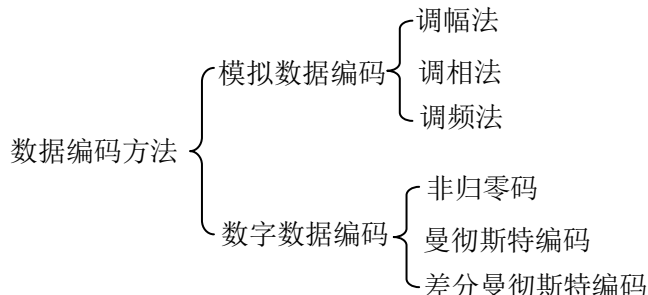 调幅法
模拟数据编码
调相法
调频法
数据编码方法
非归零码
数字数据编码
曼彻斯特编码
差分曼彻斯特编码